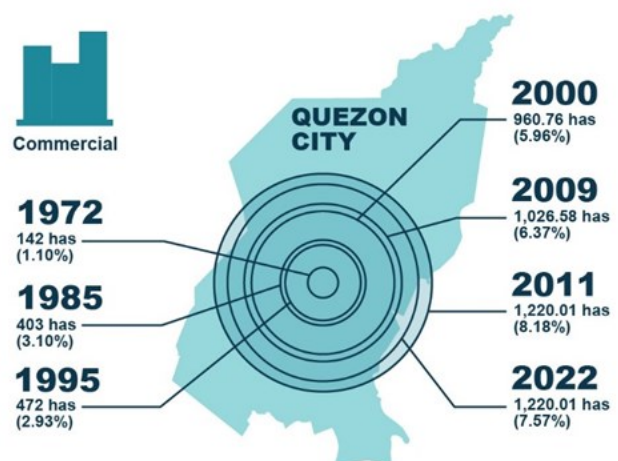 Commercial
QUEZON
CITY
1972
142 has
(1.10%)
1985
403 has
(3.10%)
1995
472 has
(2.93%)
2000
960.76 has
(5.96%)
2009
1,026.58 has
(6.37%)
2011
1,220.01 has
(8.18%)
2022
1,220.01 has
(7.57%)